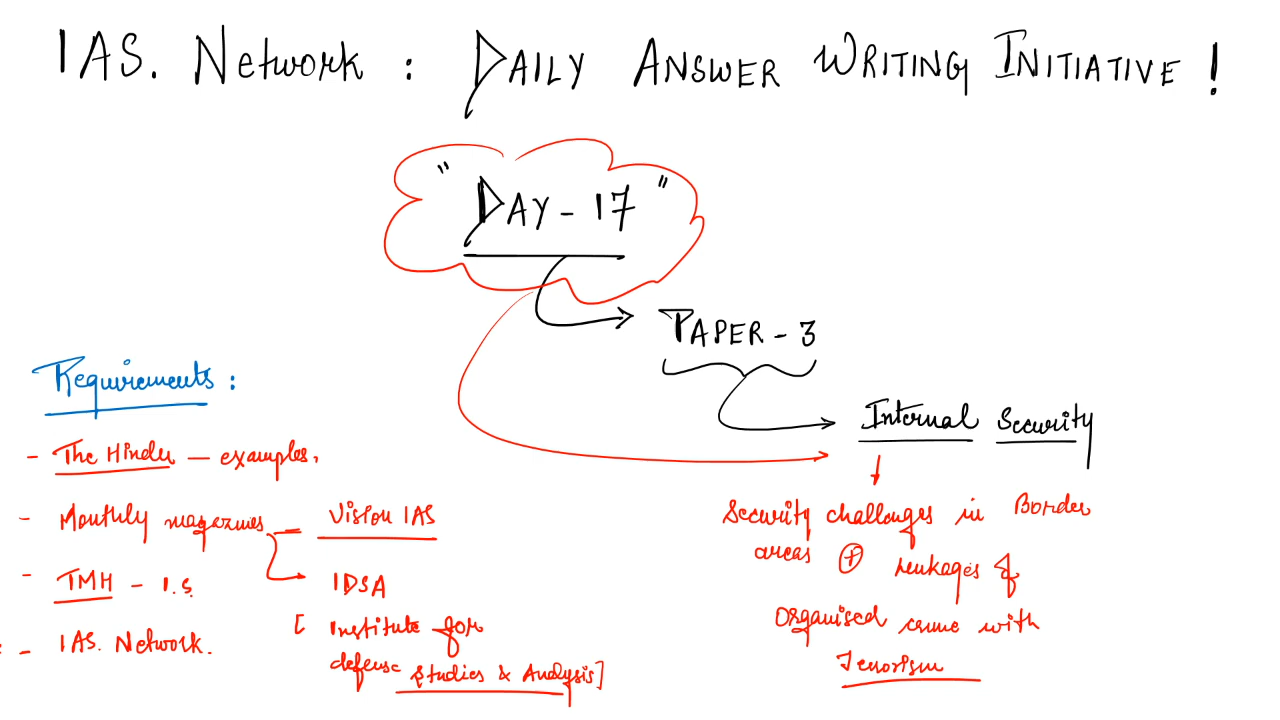 IAS. Network : DAILY ANSWER WRITING INITIATIVE !
" DAY - 17 "
PAPER - 3
Internal Security
Security challenges in Border
areas + leukages of
Organised crime with
Terrorism
Requirements :
- The Hindu - examples.
- Monthly magazines - Vision IAS
IDSA
[ Institute for
defense studies & Analysis]
- TMH - I.S.
- IAS. Network.